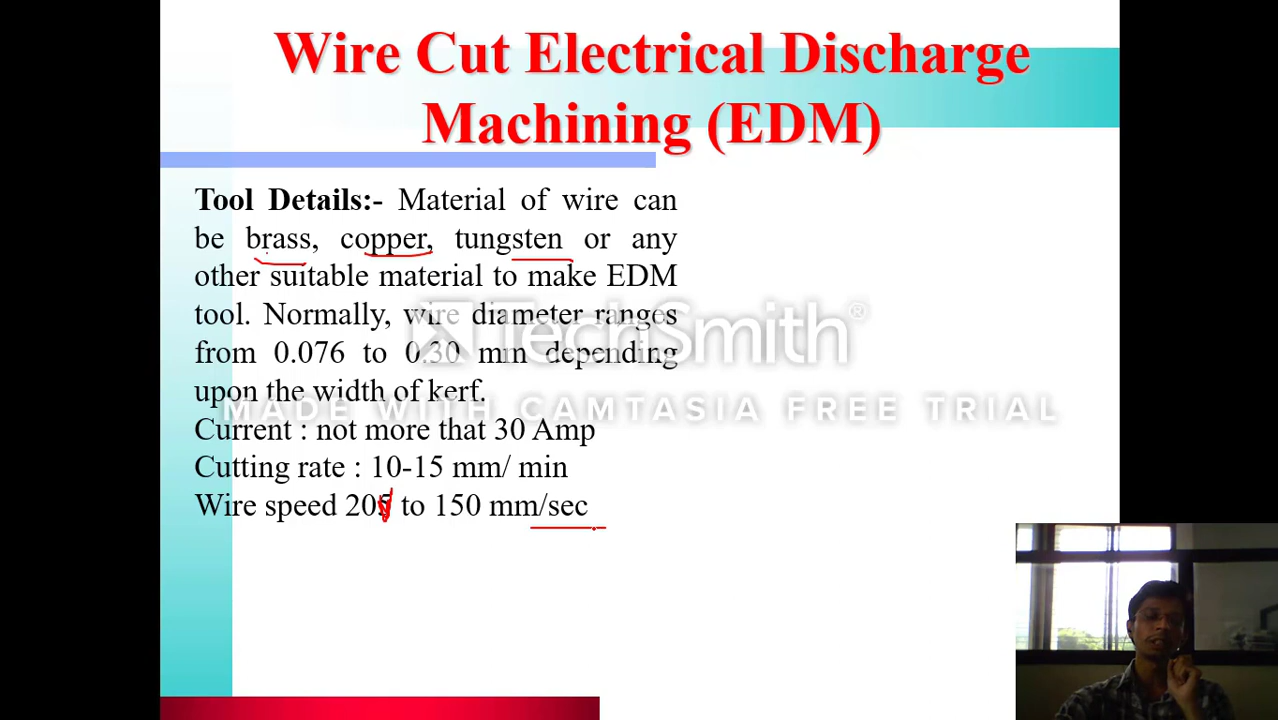 Wire Cut Electrical Discharge
Machining (EDM)
Tool Details:- Material of wire can
be brass, copper, tungsten or any
other suitable material to make EDM
tool. Normally, wire diameter ranges
from 0.076 to 0.30 mm depending
upon the width of kerf.
Current : not more that 30 Amp
Cutting rate : 10-15 mm/ min
Wire speed 205 to 150 mm/sec
TechSmith®
MADE WITH CAMTASIA FREE TRIAL